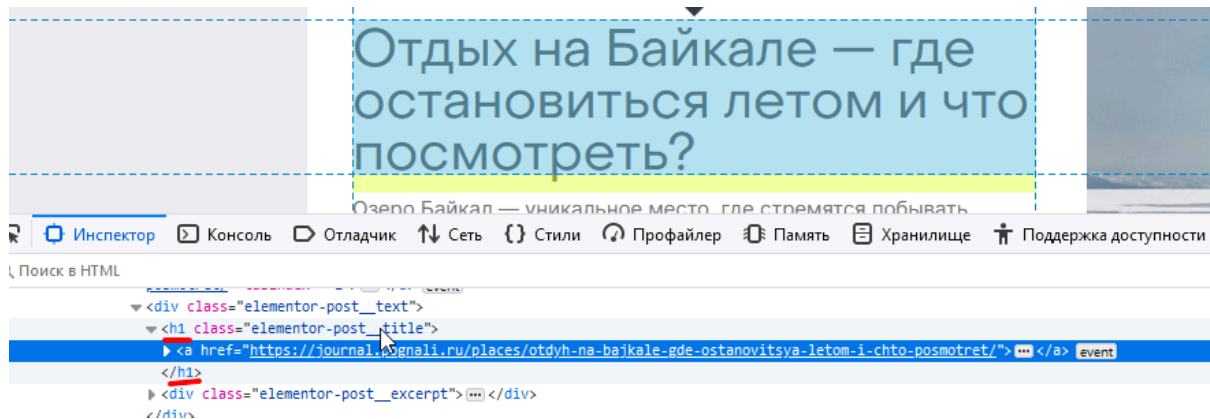 Отдых на Байкале — где
остановиться летом и что
посмотреть?
Озеро Байкал — уникальное место, где стремятся побывать
Инспектор Консоль Отладчик Сеть {} Стили Профайлер Память Хранилище Поддержка доступности
Поиск в HTML
<div class="elementor-post__text">
<h1 class="elementor-post__title">
<a href="https://journal.pognali.ru/places/otdyh-na-bajkale-gde-ostanovitsya-letom-i-chto-posmotret/">⋯</a> event
</h1>
<div class="elementor-post__excerpt">⋯</div>
</div>